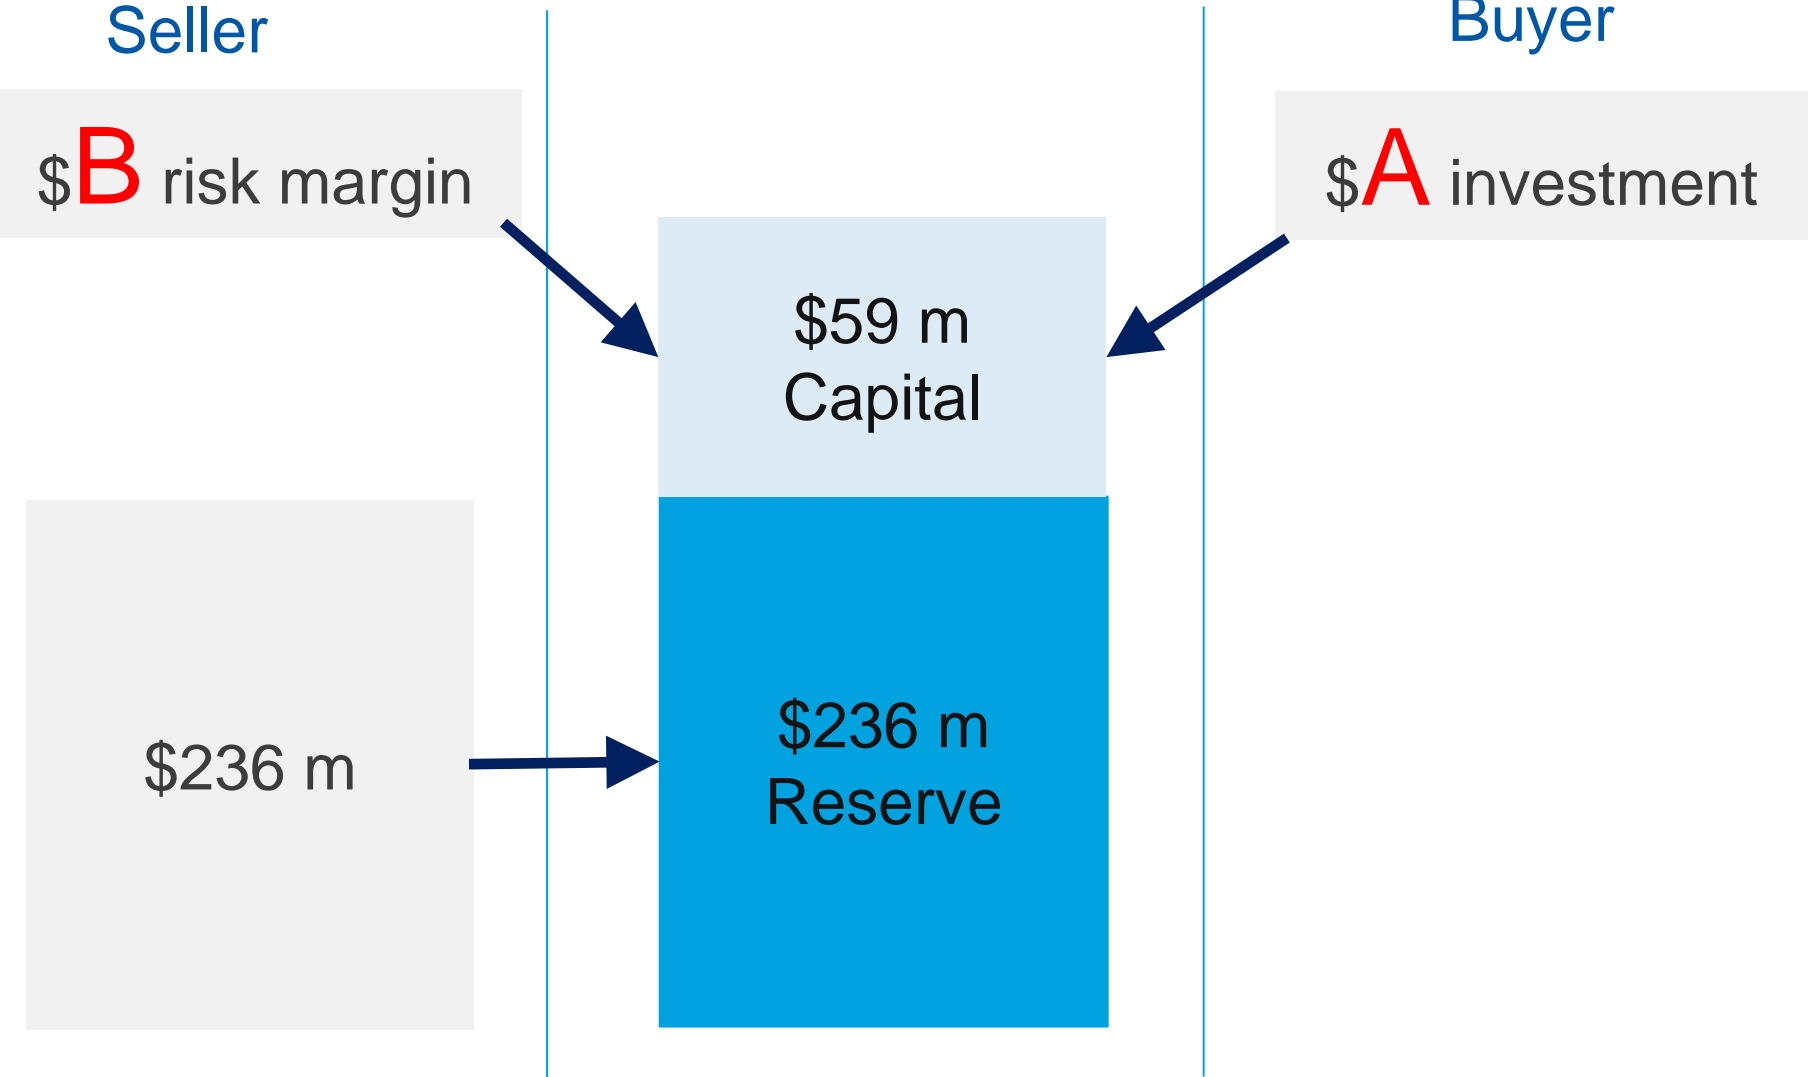 Seller
Buyer
$B risk margin
$A investment
$59 m
Capital
$236 m
$236 m
Reserve